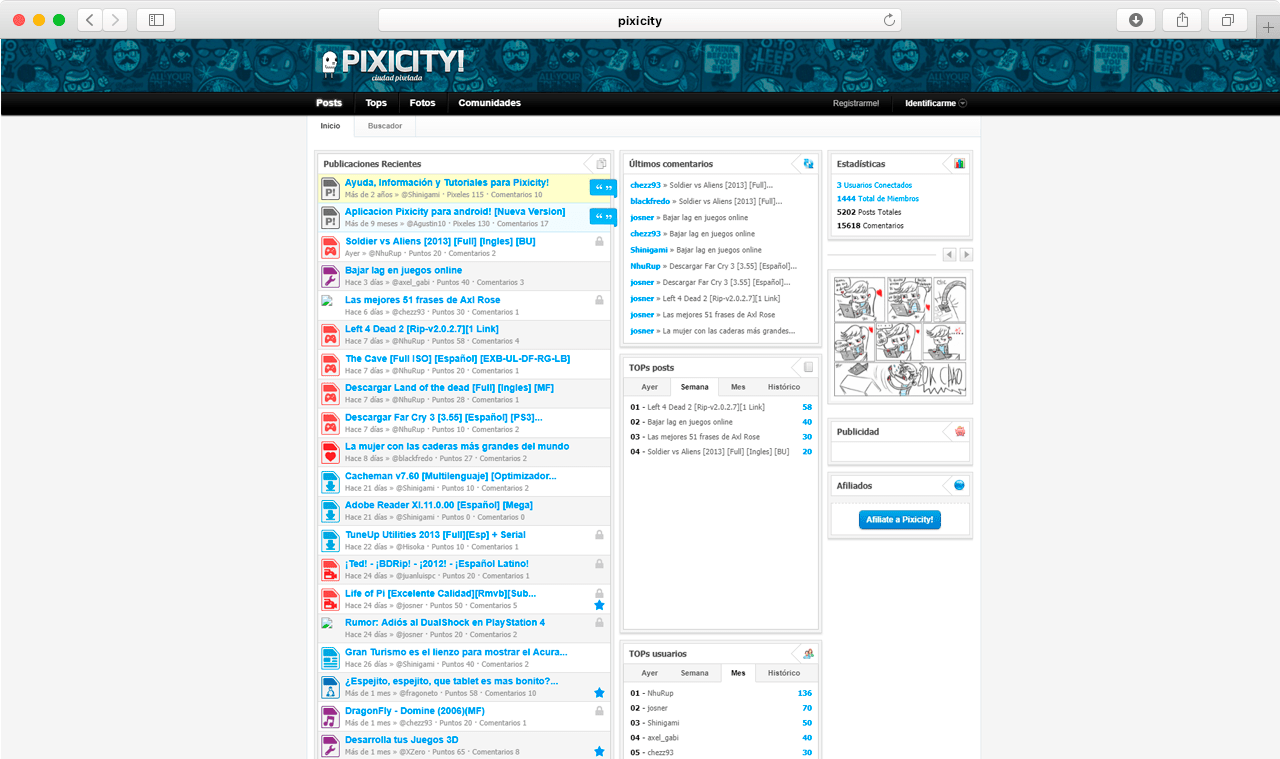 pixicity
PIXICITY!
ciudad pixelada
Posts
Tops
Fotos
Comunidades
Registrarme!
Identificarme
Inicio
Buscador
Publicaciones Recientes
Ayuda, Información y Tutoriales para Pixicity!
Más de 2 años » @Shinigami · Pixeles 115 · Comentarios 10
Aplicacion Pixicity para android! [Nueva Version]
Más de 9 meses » @Agustin10 · Pixeles 130 · Comentarios 17
Soldier vs Aliens [2013] [Full] [Ingles] [BU]
Ayer » @NhuRup · Puntos 20 · Comentarios 2
Bajar lag en juegos online
Hace 3 días » @axel_gabi · Puntos 40 · Comentarios 3
Las mejores 51 frases de Axl Rose
Hace 6 días » @chezz93 · Puntos 30 · Comentarios 1
Left 4 Dead 2 [Rip-v2.0.2.7][1 Link]
Hace 7 días » @NhuRup · Puntos 58 · Comentarios 4
The Cave [Full ISO] [Español] [EXB-UL-DF-RG-LB]
Hace 7 días » @NhuRup · Puntos 20 · Comentarios 1
Descargar Land of the dead [Full] [Ingles] [MF]
Hace 7 días » @NhuRup · Puntos 28 · Comentarios 1
Descargar Far Cry 3 [3.55] [Español] [PS3]...
Hace 7 días » @NhuRup · Puntos 10 · Comentarios 2
La mujer con las caderas más grandes del mundo
Hace 8 días » @blackfredo · Puntos 27 · Comentarios 2
Cacheman v7.60 [Multilenguaje] [Optimizador...
Hace 21 días » @Shinigami · Puntos 10 · Comentarios 2
Adobe Reader XI.11.0.00 [Español] [Mega]
Hace 21 días » @Shinigami · Puntos 0 · Comentarios 0
TuneUp Utilities 2013 [Full][Esp] + Serial
Hace 22 días » @Hisoka · Puntos 10 · Comentarios 1
¡Ted! - ¡BDRip! - ¡2012! - ¡Español Latino!
Hace 24 días » @juanluispc · Puntos 20 · Comentarios 1
Life of Pi [Excelente Calidad][Rmvb][Sub...
Hace 24 días » @josner · Puntos 50 · Comentarios 5
Rumor: Adiós al DualShock en PlayStation 4
Hace 24 días » @josner · Puntos 20 · Comentarios 2
Gran Turismo es el lienzo para mostrar el Acura...
Hace 26 días » @Shinigami · Puntos 40 · Comentarios 2
¿Espejito, espejito, que tablet es mas bonito?...
Más de 1 mes » @fragoneto · Puntos 58 · Comentarios 10
DragonFly - Domine (2006)(MF)
Más de 1 mes » @chezz93 · Puntos 20 · Comentarios 1
Desarrolla tus Juegos 3D
Más de 1 mes » @XZero · Puntos 65 · Comentarios 8
Últimos comentarios
chezz93 » Soldier vs Aliens [2013] [Full]...
blackfredo » Soldier vs Aliens [2013] [Full]...
josner » Bajar lag en juegos online
chezz93 » Bajar lag en juegos online
Shinigami » Bajar lag en juegos online
NhuRup » Descargar Far Cry 3 [3.55] [Español]...
josner » Descargar Far Cry 3 [3.55] [Español]...
josner » Left 4 Dead 2 [Rip-v2.0.2.7][1 Link]
josner » Las mejores 51 frases de Axl Rose
josner » La mujer con las caderas más grandes...
TOPs posts
Ayer
Semana
Mes
Histórico
01 - Left 4 Dead 2 [Rip-v2.0.2.7][1 Link] 58
02 - Bajar lag en juegos online 40
03 - Las mejores 51 frases de Axl Rose 30
04 - Soldier vs Aliens [2013] [Full] [Ingles] [BU] 20
TOPs usuarios
Ayer
Semana
Mes
Histórico
01 - NhuRup 136
02 - josner 70
03 - Shinigami 50
04 - axel_gabi 40
05 - chezz93 30
Estadísticas
3 Usuarios Conectados
1444 Total de Miembros
5202 Posts Totales
15618 Comentarios
OK CHAO
Publicidad
Afiliados
Afiliate a Pixicity!